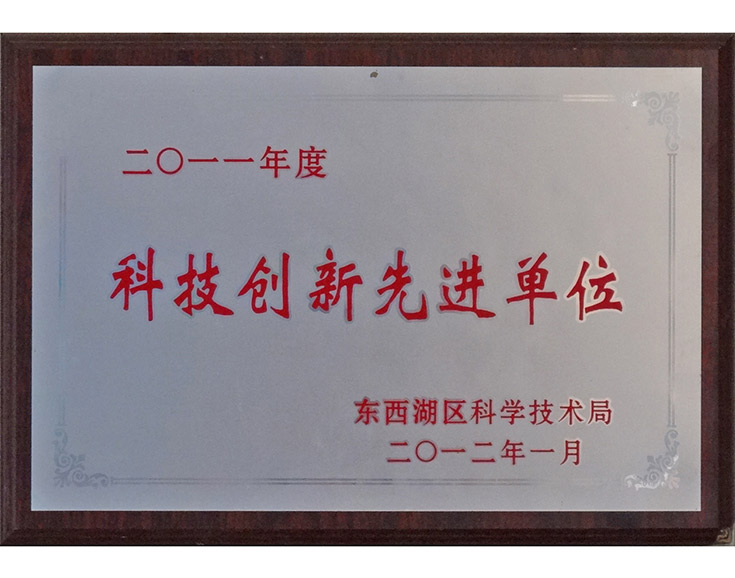 二〇一一年度
科技创新先进单位
东西湖区科学技术局
二〇一二年一月